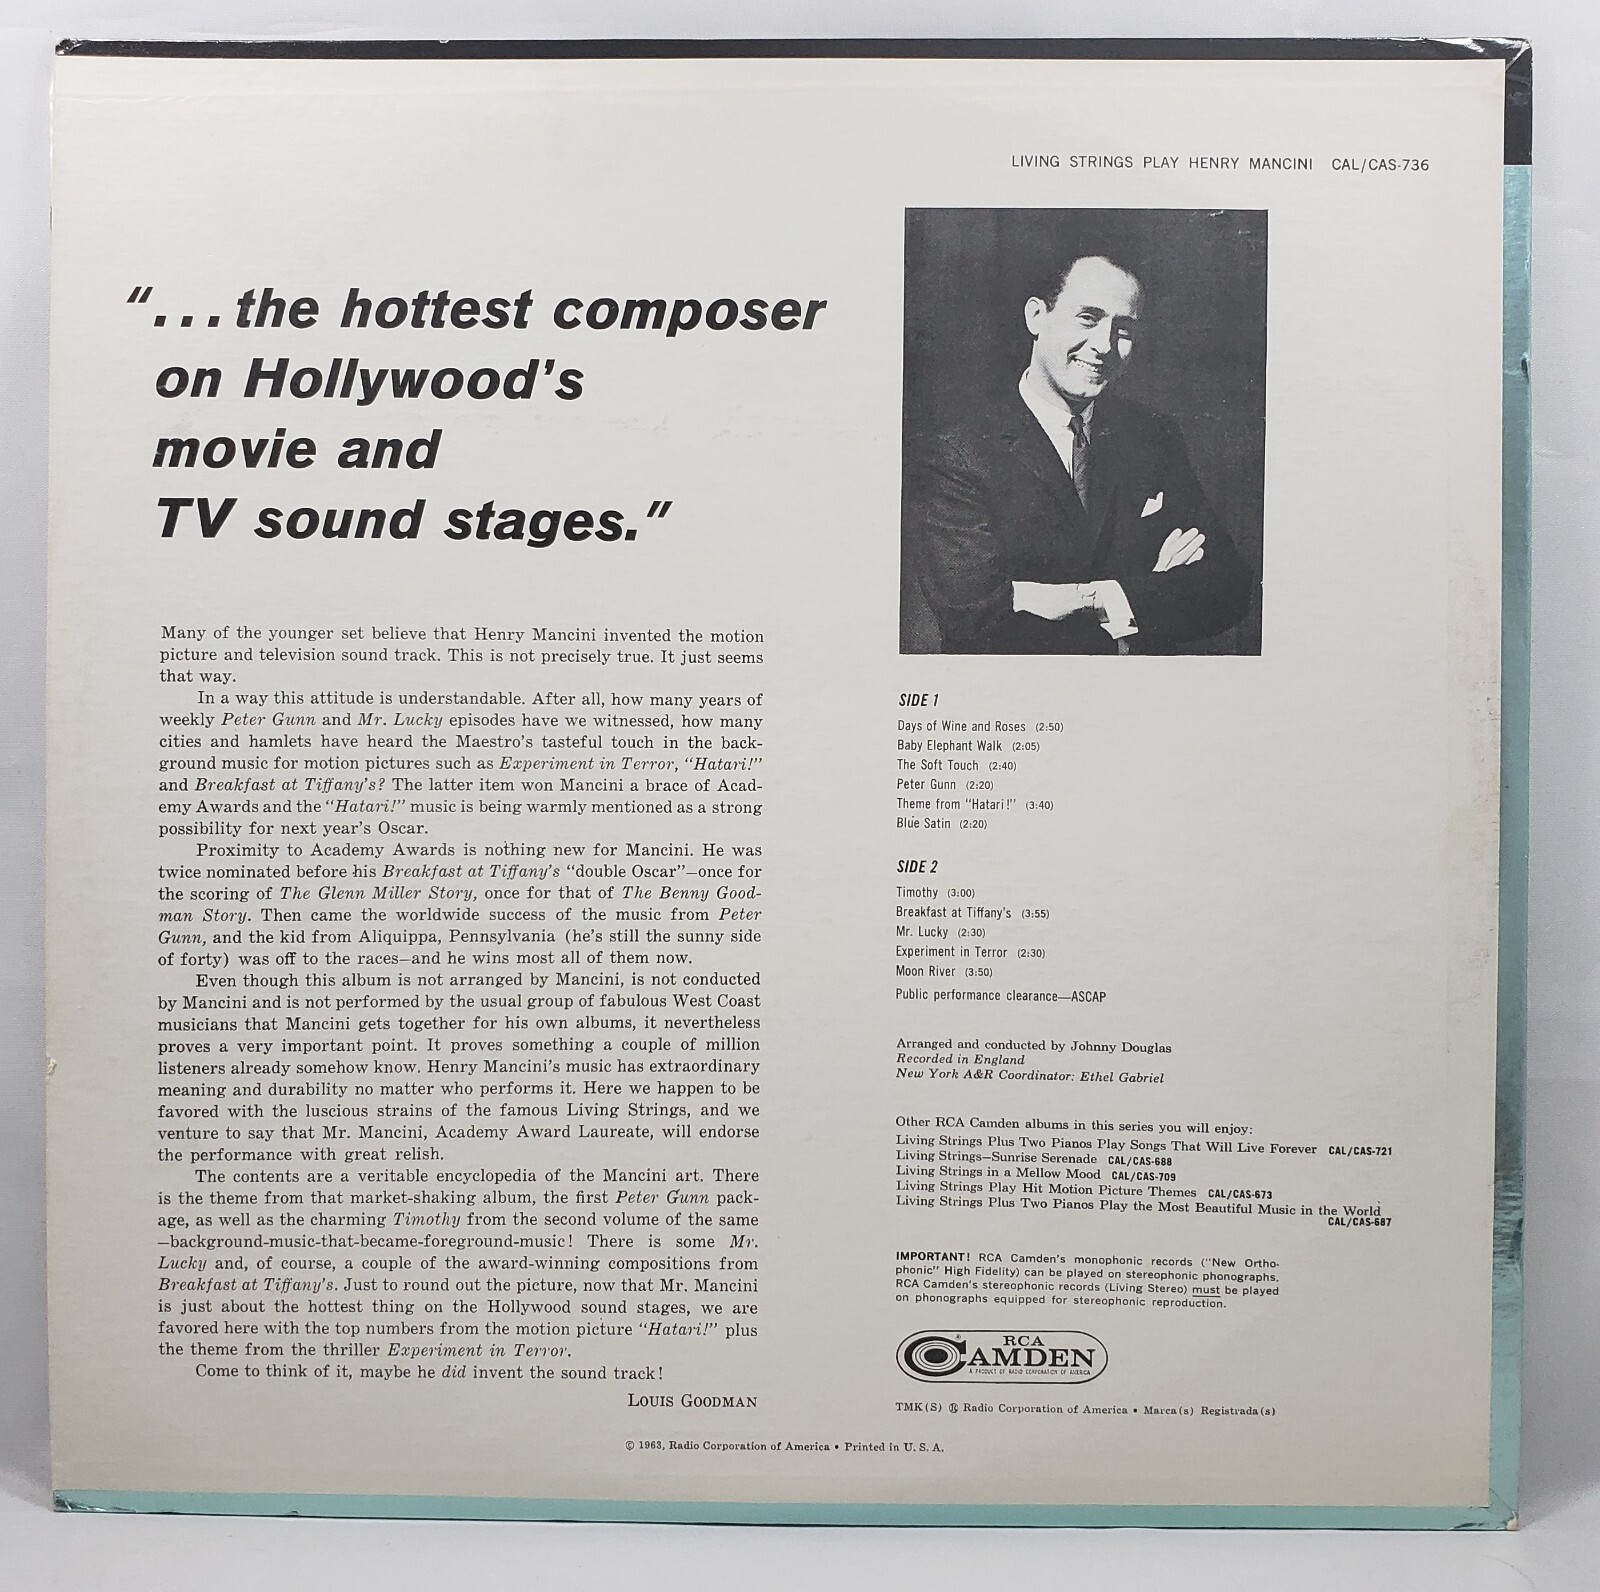 LIVING STRINGS PLAY HENRY MANCINI CAL/CAS-736
"...the hottest composer
on Hollywood's
movie and
TV sound stages."
Many of the younger set believe that Henry Mancini invented the motion
picture and television sound track. This is not precisely true. It just seems
that way.
In a way this attitude is understandable. After all, how many years of
weekly Peter Gunn and Mr. Lucky episodes have we witnessed, how many
cities and hamlets have heard the Maestro's tasteful touch in the back-
ground music for motion pictures such as Experiment in Terror, "Hatari!"
and Breakfast at Tiffany's? The latter item won Mancini a brace of Acad-
emy Awards and the "Hatari!" music is being warmly mentioned as a strong
possibility for next year's Oscar.
Proximity to Academy Awards is nothing new for Mancini. He was
twice nominated before his Breakfast at Tiffany's "double Oscar"—once for
the scoring of The Glenn Miller Story, once for that of The Benny Good-
man Story. Then came the worldwide success of the music from Peter
Gunn, and the kid from Aliquippa, Pennsylvania (he's still the sunny side
of forty) was off to the races—and he wins most all of them now.
Even though this album is not arranged by Mancini, is not conducted
by Mancini and is not performed by the usual group of fabulous West Coast
musicians that Mancini gets together for his own albums, it nevertheless
proves a very important point. It proves something a couple of million
listeners already somehow know. Henry Mancini's music has extraordinary
meaning and durability no matter who performs it. Here we happen to be
favored with the luscious strains of the famous Living Strings, and we
venture to say that Mr. Mancini, Academy Award Laureate, will endorse
the performance with great relish.
The contents are a veritable encyclopedia of the Mancini art. There
is the theme from that market-shaking album, the first Peter Gunn pack-
age, as well as the charming Timothy from the second volume of the same
—background-music-that-became-foreground-music! There is some Mr.
Lucky and, of course, a couple of the award-winning compositions from
Breakfast at Tiffany's. Just to round out the picture, now that Mr. Mancini
is just about the hottest thing on the Hollywood sound stages, we are
favored here with the top numbers from the motion picture "Hatari!" plus
the theme from the thriller Experiment in Terror.
Come to think of it, maybe he did invent the sound track!
LOUIS GOODMAN
SIDE 1
Days of Wine and Roses (2:50)
Baby Elephant Walk (2:05)
The Soft Touch (2:40)
Peter Gunn (2:20)
Theme from "Hatari!" (3:40)
Blue Satin (2:20)
SIDE 2
Timothy (3:00)
Breakfast at Tiffany's (3:55)
Mr. Lucky (2:30)
Experiment in Terror (2:30)
Moon River (3:50)
Public performance clearance—ASCAP
Arranged and conducted by Johnny Douglas
Recorded in England
New York A&R Coordinator: Ethel Gabriel
Other RCA Camden albums in this series you will enjoy:
Living Strings Plus Two Pianos Play Songs That Will Live Forever CAL/CAS-721
Living Strings—Sunrise Serenade CAL/CAS-688
Living Strings in a Mellow Mood CAL/CAS-709
Living Strings Play Hit Motion Picture Themes CAL/CAS-673
Living Strings Plus Two Pianos Play the Most Beautiful Music in the World
CAL/CAS-687
IMPORTANT! RCA Camden's monophonic records ("New Ortho-
phonic" High Fidelity) can be played on stereophonic phonographs.
RCA Camden's stereophonic records (Living Stereo) must be played
on phonographs equipped for stereophonic reproduction.
®
RCA
CAMDEN
A PRODUCT OF RADIO CORPORATION OF AMERICA
TMK(S) ® Radio Corporation of America • Marca(s) Registrada(s)
© 1963, Radio Corporation of America • Printed in U. S. A.